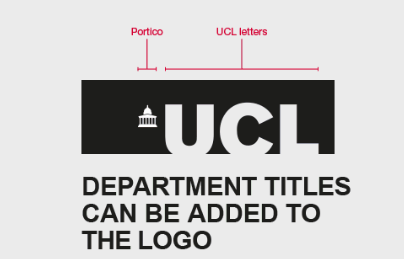 Portico UCL letters
UCL
DEPARTMENT TITLES
CAN BE ADDED TO
THE LOGO